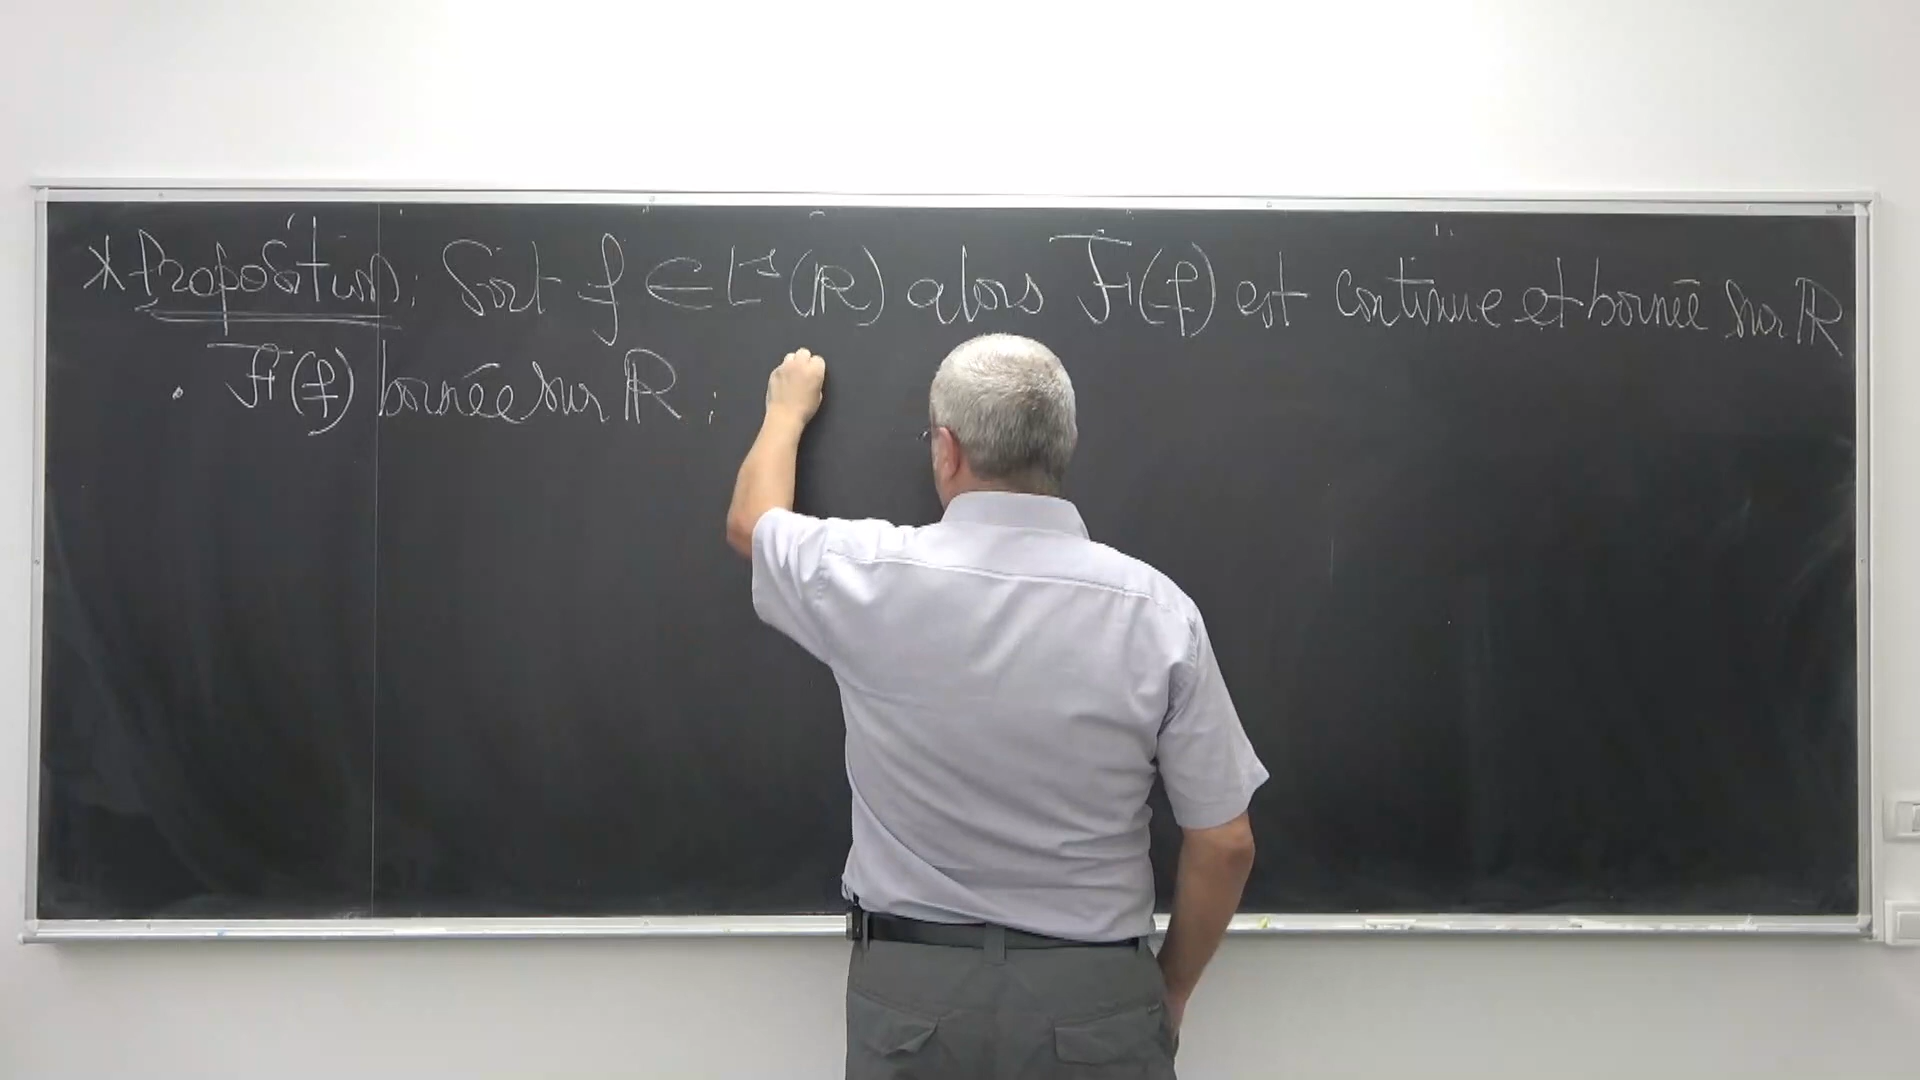 * Proposition : Soit f ∈ L¹(ℝ) alors ℱ(f) est continue et bornée sur ℝ
• ℱ(f) bornée sur ℝ :